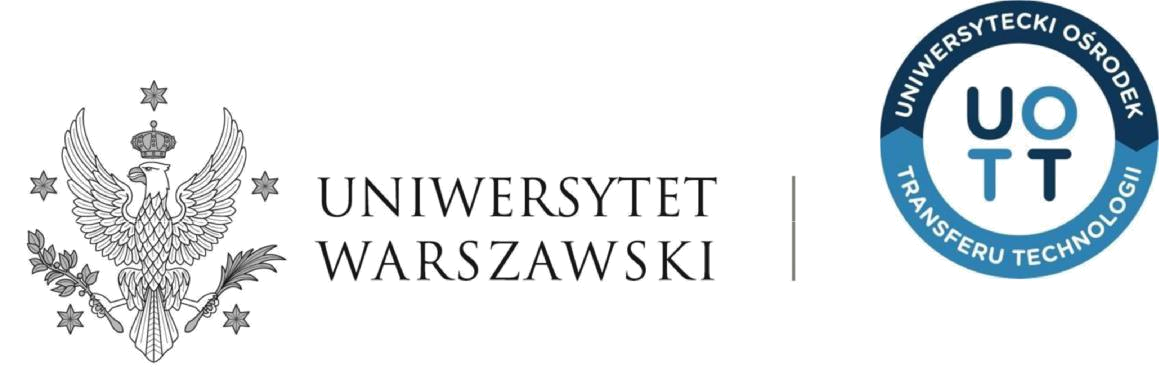 UNIWERSYTET
WARSZAWSKI
UNIWERSYTECKI OŚRODEK
UO
TT
TRANSFERU TECHNOLOGII